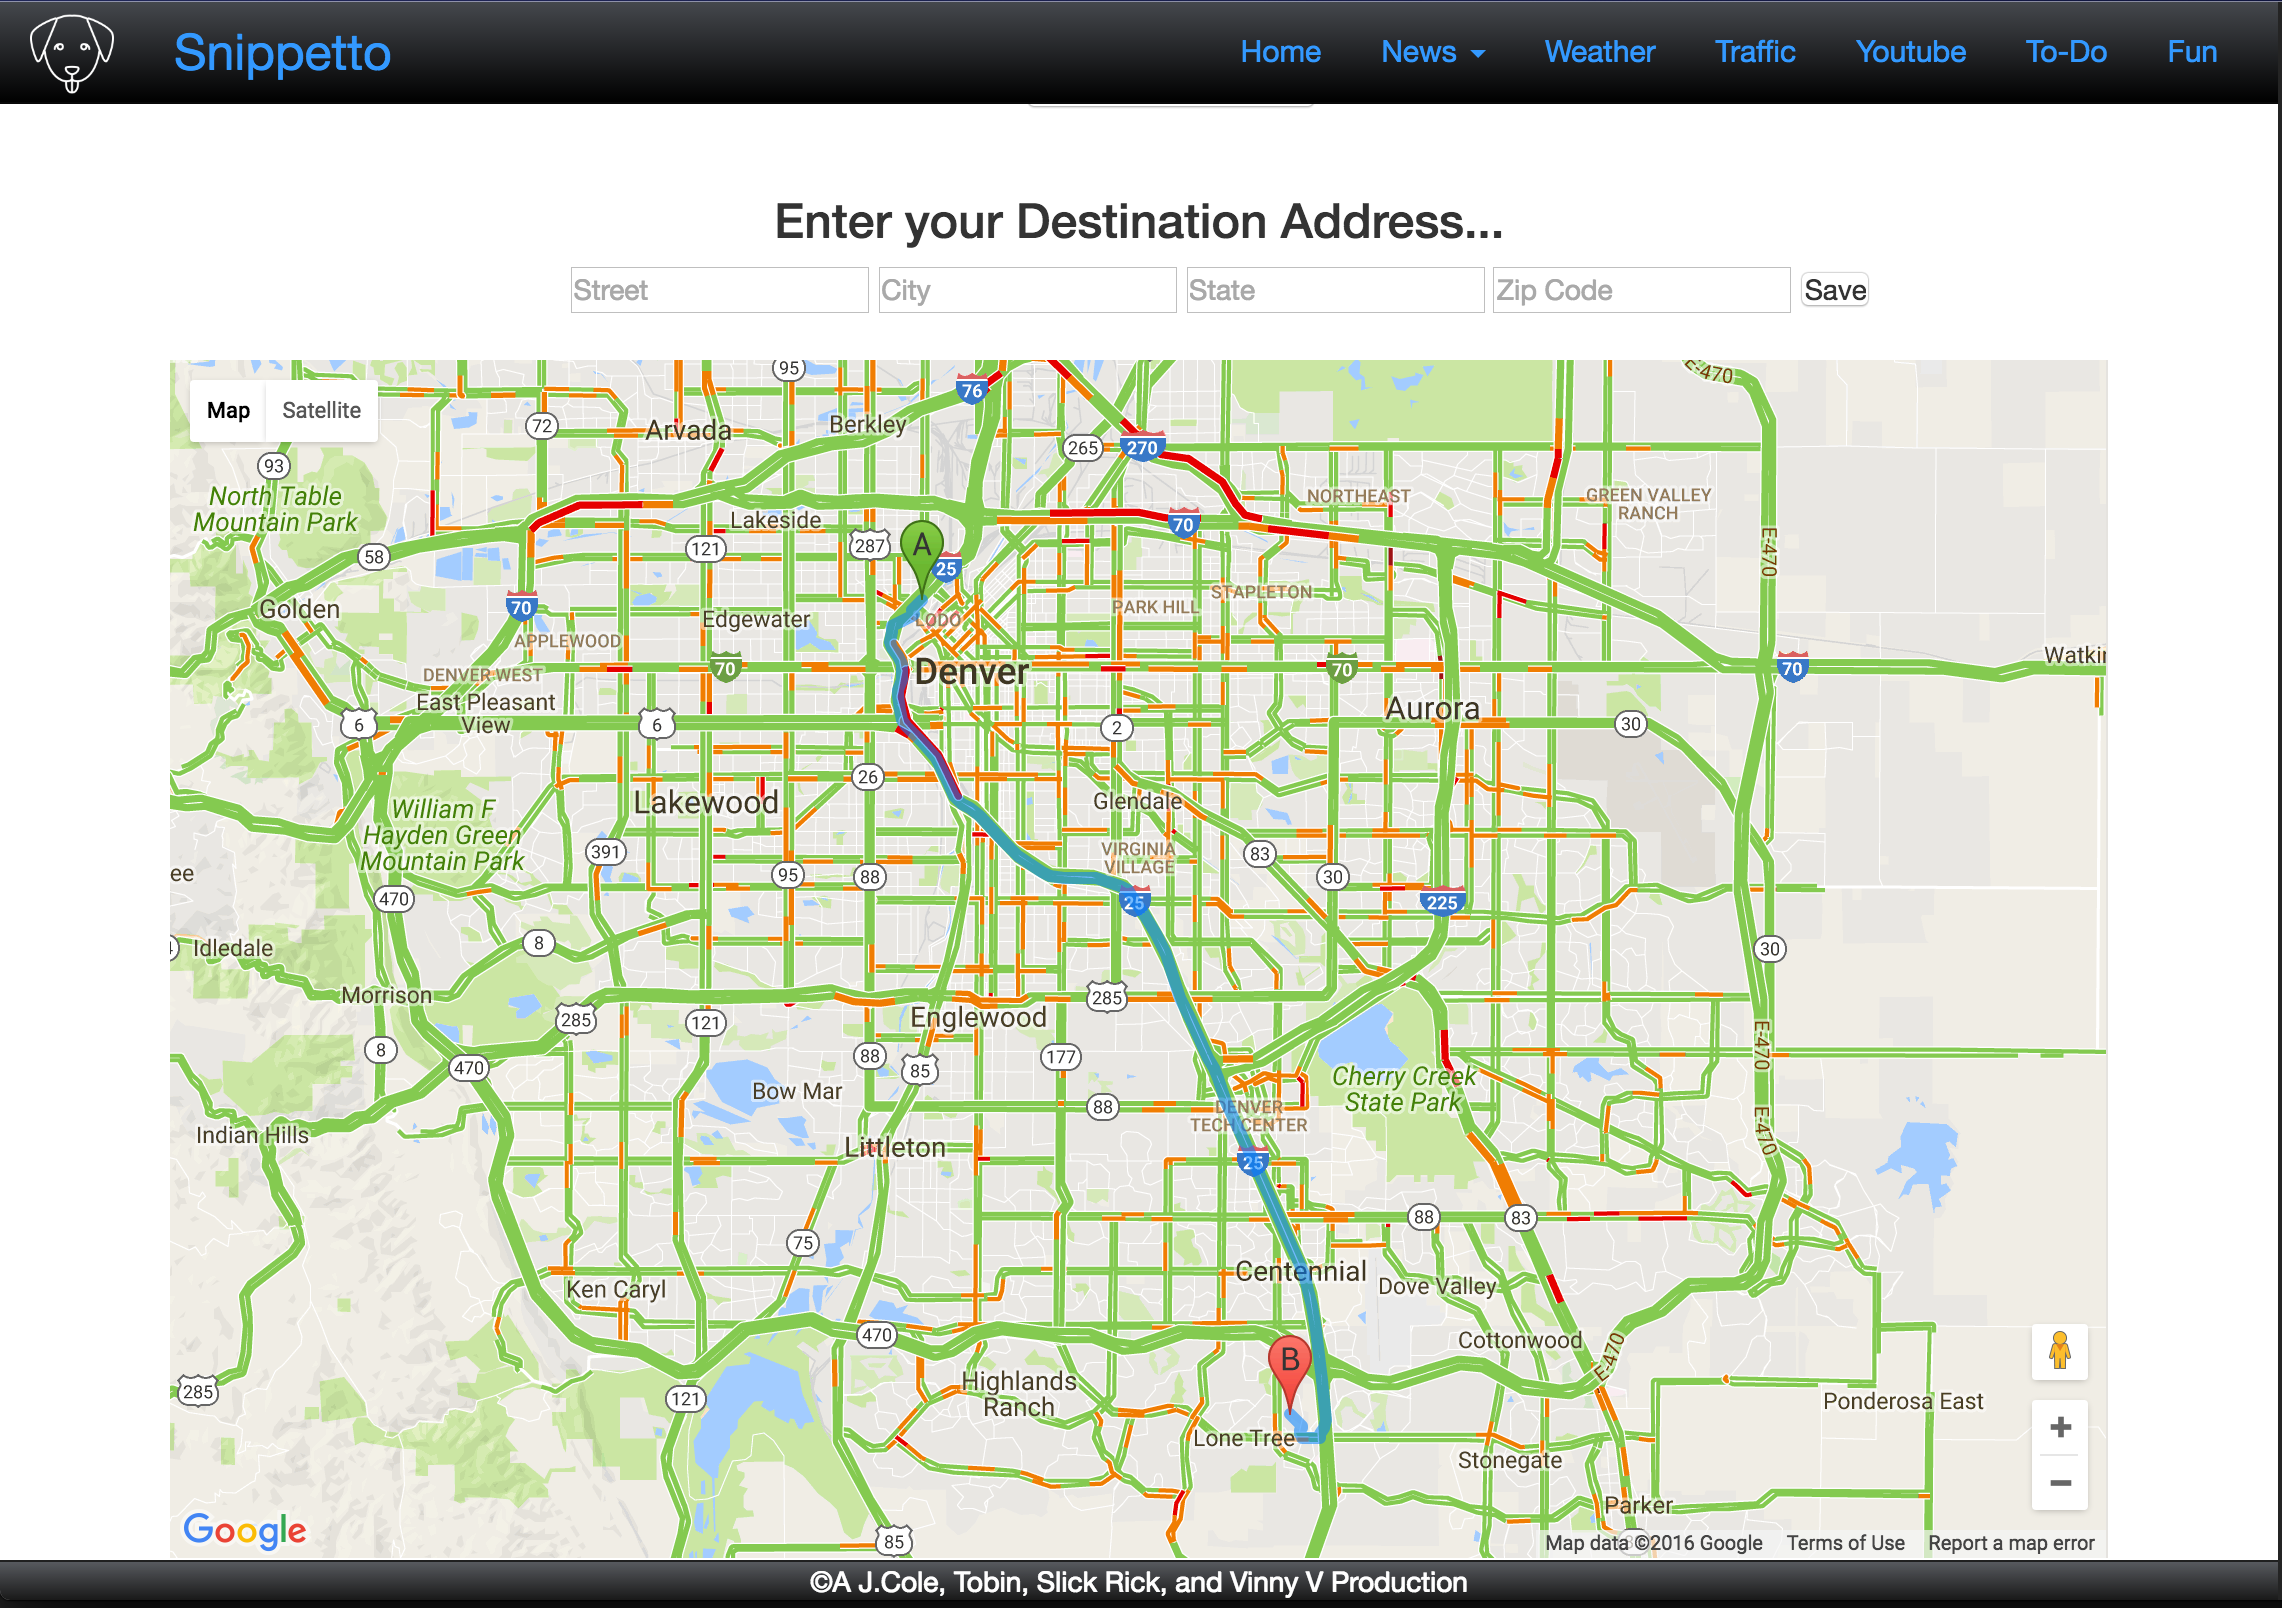 Snippetto
Home
News
Weather
Traffic
Youtube
To-Do
Fun
Enter your Destination Address...
Street
City
State
Zip Code
Save
Map
Satellite
E-470
95
76
72
Arvada
Berkley
265
270
93
North Table
Mountain Park
NORTHEAST
GREEN VALLEY
RANCH
Lakeside
70
58
121
287
A
25
E-470
Golden
70
Edgewater
LODO
PARK HILL
STAPLETON
APPLEWOOD
DENVER WEST
70
Denver
70
70
East Pleasant
View
6
6
2
Aurora
30
26
Lakewood
Glendale
William F
Hayden Green
Mountain Park
391
VIRGINIA
VILLAGE
83
ee
95
88
30
470
25
225
Idledale
8
30
Morrison
285
121
Englewood
285
8
470
88
85
177
E-470
Bow Mar
Cherry Creek
State Park
88
DENVER
TECH CENTER
Indian Hills
Littleton
E-470
25
75
88
83
Centennial
Dove Valley
Ken Caryl
470
Cottonwood
E-470
B
285
121
Highlands
Ranch
Ponderosa East
Lone Tree
Stonegate
Parker
85
Google
Map data ©2016 Google
Terms of Use
Report a map error
©A J.Cole, Tobin, Slick Rick, and Vinny V Production